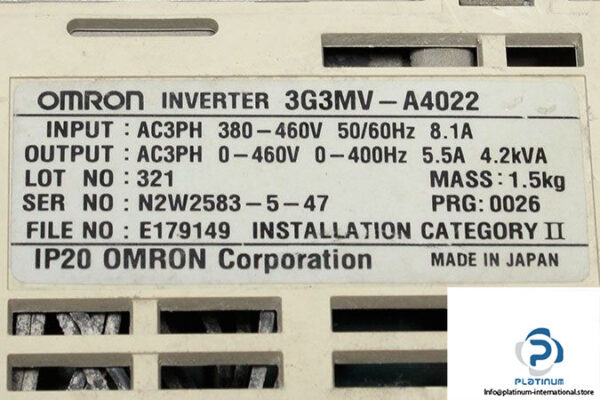 OMRON INVERTER 3G3MV-A4022
INPUT : AC3PH 380-460V 50/60Hz 8.1A
OUTPUT : AC3PH 0-460V 0-400Hz 5.5A 4.2kVA
LOT NO : 321 MASS: 1.5kg
SER NO : N2W2583-5-47 PRG: 0026
FILE NO : E179149 INSTALLATION CATEGORY II
IP20 OMRON Corporation MADE IN JAPAN
PLATINUM
Info@platinum-international.store